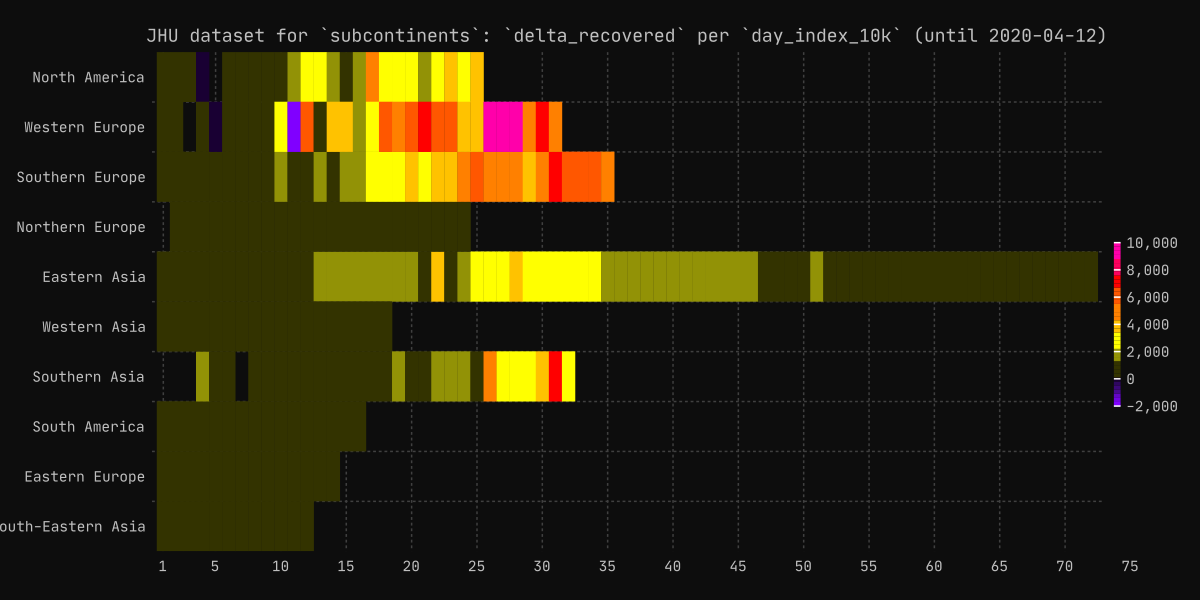 JHU dataset for `subcontinents`: `delta_recovered` per `day_index_10k` (until 2020-04-12)
North America
Western Europe
Southern Europe
Northern Europe
Eastern Asia
Western Asia
Southern Asia
South America
Eastern Europe
outh-Eastern Asia
10,000
8,000
6,000
4,000
2,000
0
-2,000
1 5 10 15 20 25 30 35 40 45 50 55 60 65 70 75